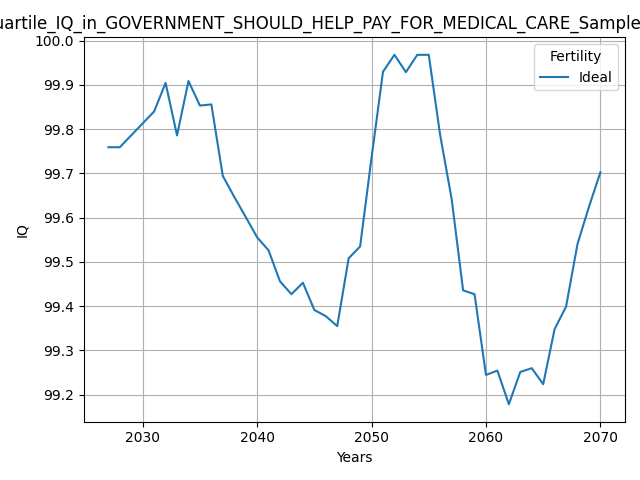 uartile_IQ_in_GOVERNMENT_SHOULD_HELP_PAY_FOR_MEDICAL_CARE_Sample
100.0
99.9
99.8
99.7
99.6
99.5
99.4
99.3
99.2
IQ
Fertility
Ideal
2030 2040 2050 2060 2070
Years